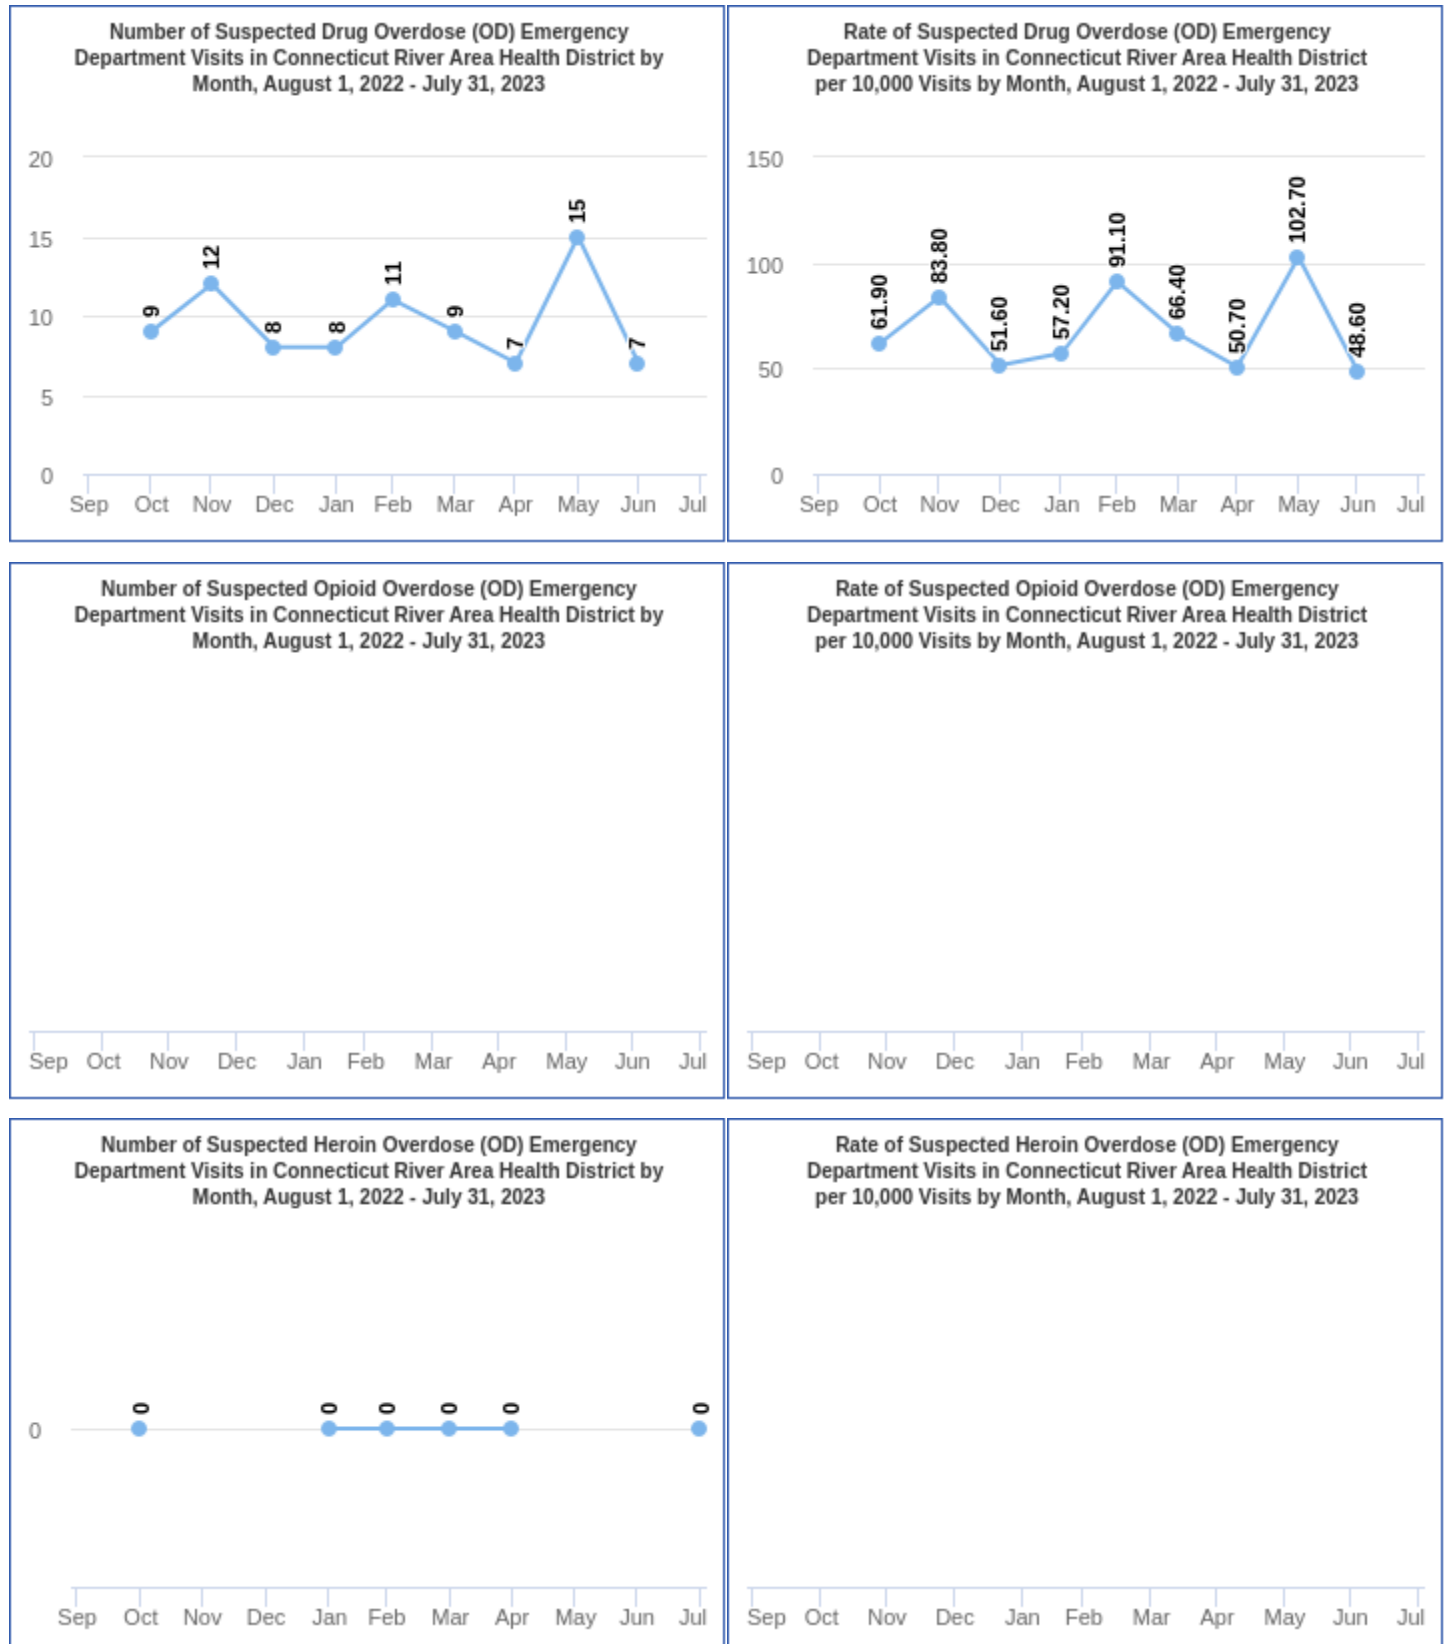 Number of Suspected Drug Overdose (OD) Emergency
Department Visits in Connecticut River Area Health District by
Month, August 1, 2022 - July 31, 2023
20
15
10
5
0
9
12
8
8
11
9
7
15
7
Sep Oct Nov Dec Jan Feb Mar Apr May Jun Jul
Rate of Suspected Drug Overdose (OD) Emergency
Department Visits in Connecticut River Area Health District
per 10,000 Visits by Month, August 1, 2022 - July 31, 2023
150
100
50
0
61.90
83.80
51.60
57.20
91.10
66.40
50.70
102.70
48.60
Sep Oct Nov Dec Jan Feb Mar Apr May Jun Jul
Number of Suspected Opioid Overdose (OD) Emergency
Department Visits in Connecticut River Area Health District by
Month, August 1, 2022 - July 31, 2023
Sep Oct Nov Dec Jan Feb Mar Apr May Jun Jul
Rate of Suspected Opioid Overdose (OD) Emergency
Department Visits in Connecticut River Area Health District
per 10,000 Visits by Month, August 1, 2022 - July 31, 2023
Sep Oct Nov Dec Jan Feb Mar Apr May Jun Jul
Number of Suspected Heroin Overdose (OD) Emergency
Department Visits in Connecticut River Area Health District by
Month, August 1, 2022 - July 31, 2023
0
0
0
0
0
0
0
Sep Oct Nov Dec Jan Feb Mar Apr May Jun Jul
Rate of Suspected Heroin Overdose (OD) Emergency
Department Visits in Connecticut River Area Health District
per 10,000 Visits by Month, August 1, 2022 - July 31, 2023
Sep Oct Nov Dec Jan Feb Mar Apr May Jun Jul